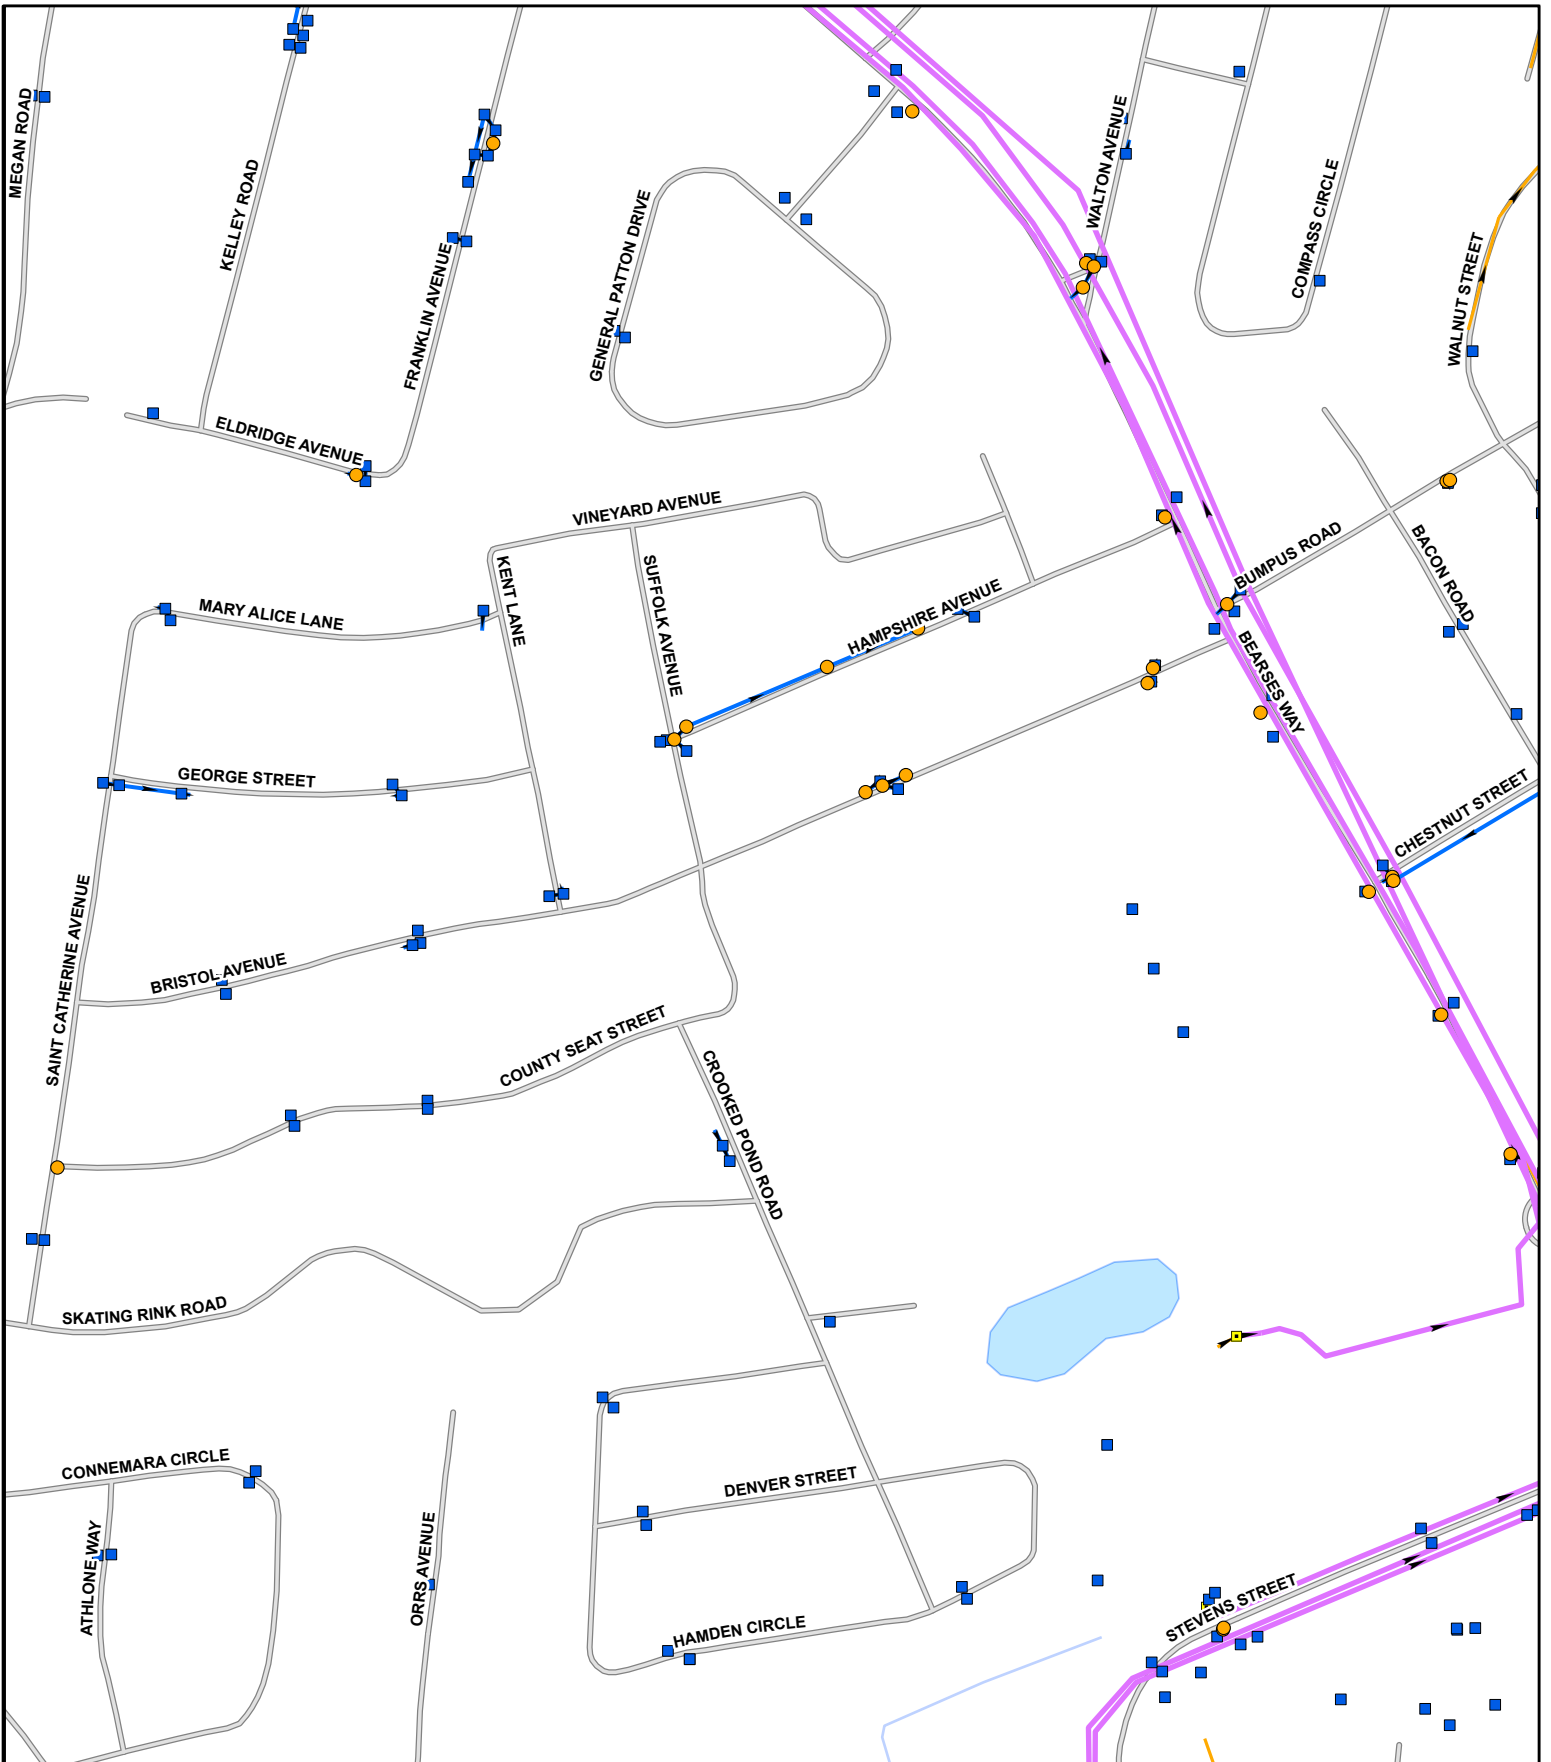 MEGAN ROAD
KELLEY ROAD
FRANKLIN AVENUE
GENERAL PATTON DRIVE
WALTON AVENUE
COMPASS CIRCLE
WALNUT STREET
ELDRIDGE AVENUE
VINEYARD AVENUE
KENT LANE
SUFFOLK AVENUE
MARY ALICE LANE
HAMPSHIRE AVENUE
BUMPUS ROAD
BACON ROAD
BEARSES WAY
GEORGE STREET
CHESTNUT STREET
SAINT CATHERINE AVENUE
BRISTOL AVENUE
COUNTY SEAT STREET
CROOKED POND ROAD
SKATING RINK ROAD
CONNEMARA CIRCLE
ATHLONE WAY
ORRS AVENUE
DENVER STREET
HAMDEN CIRCLE
STEVENS STREET